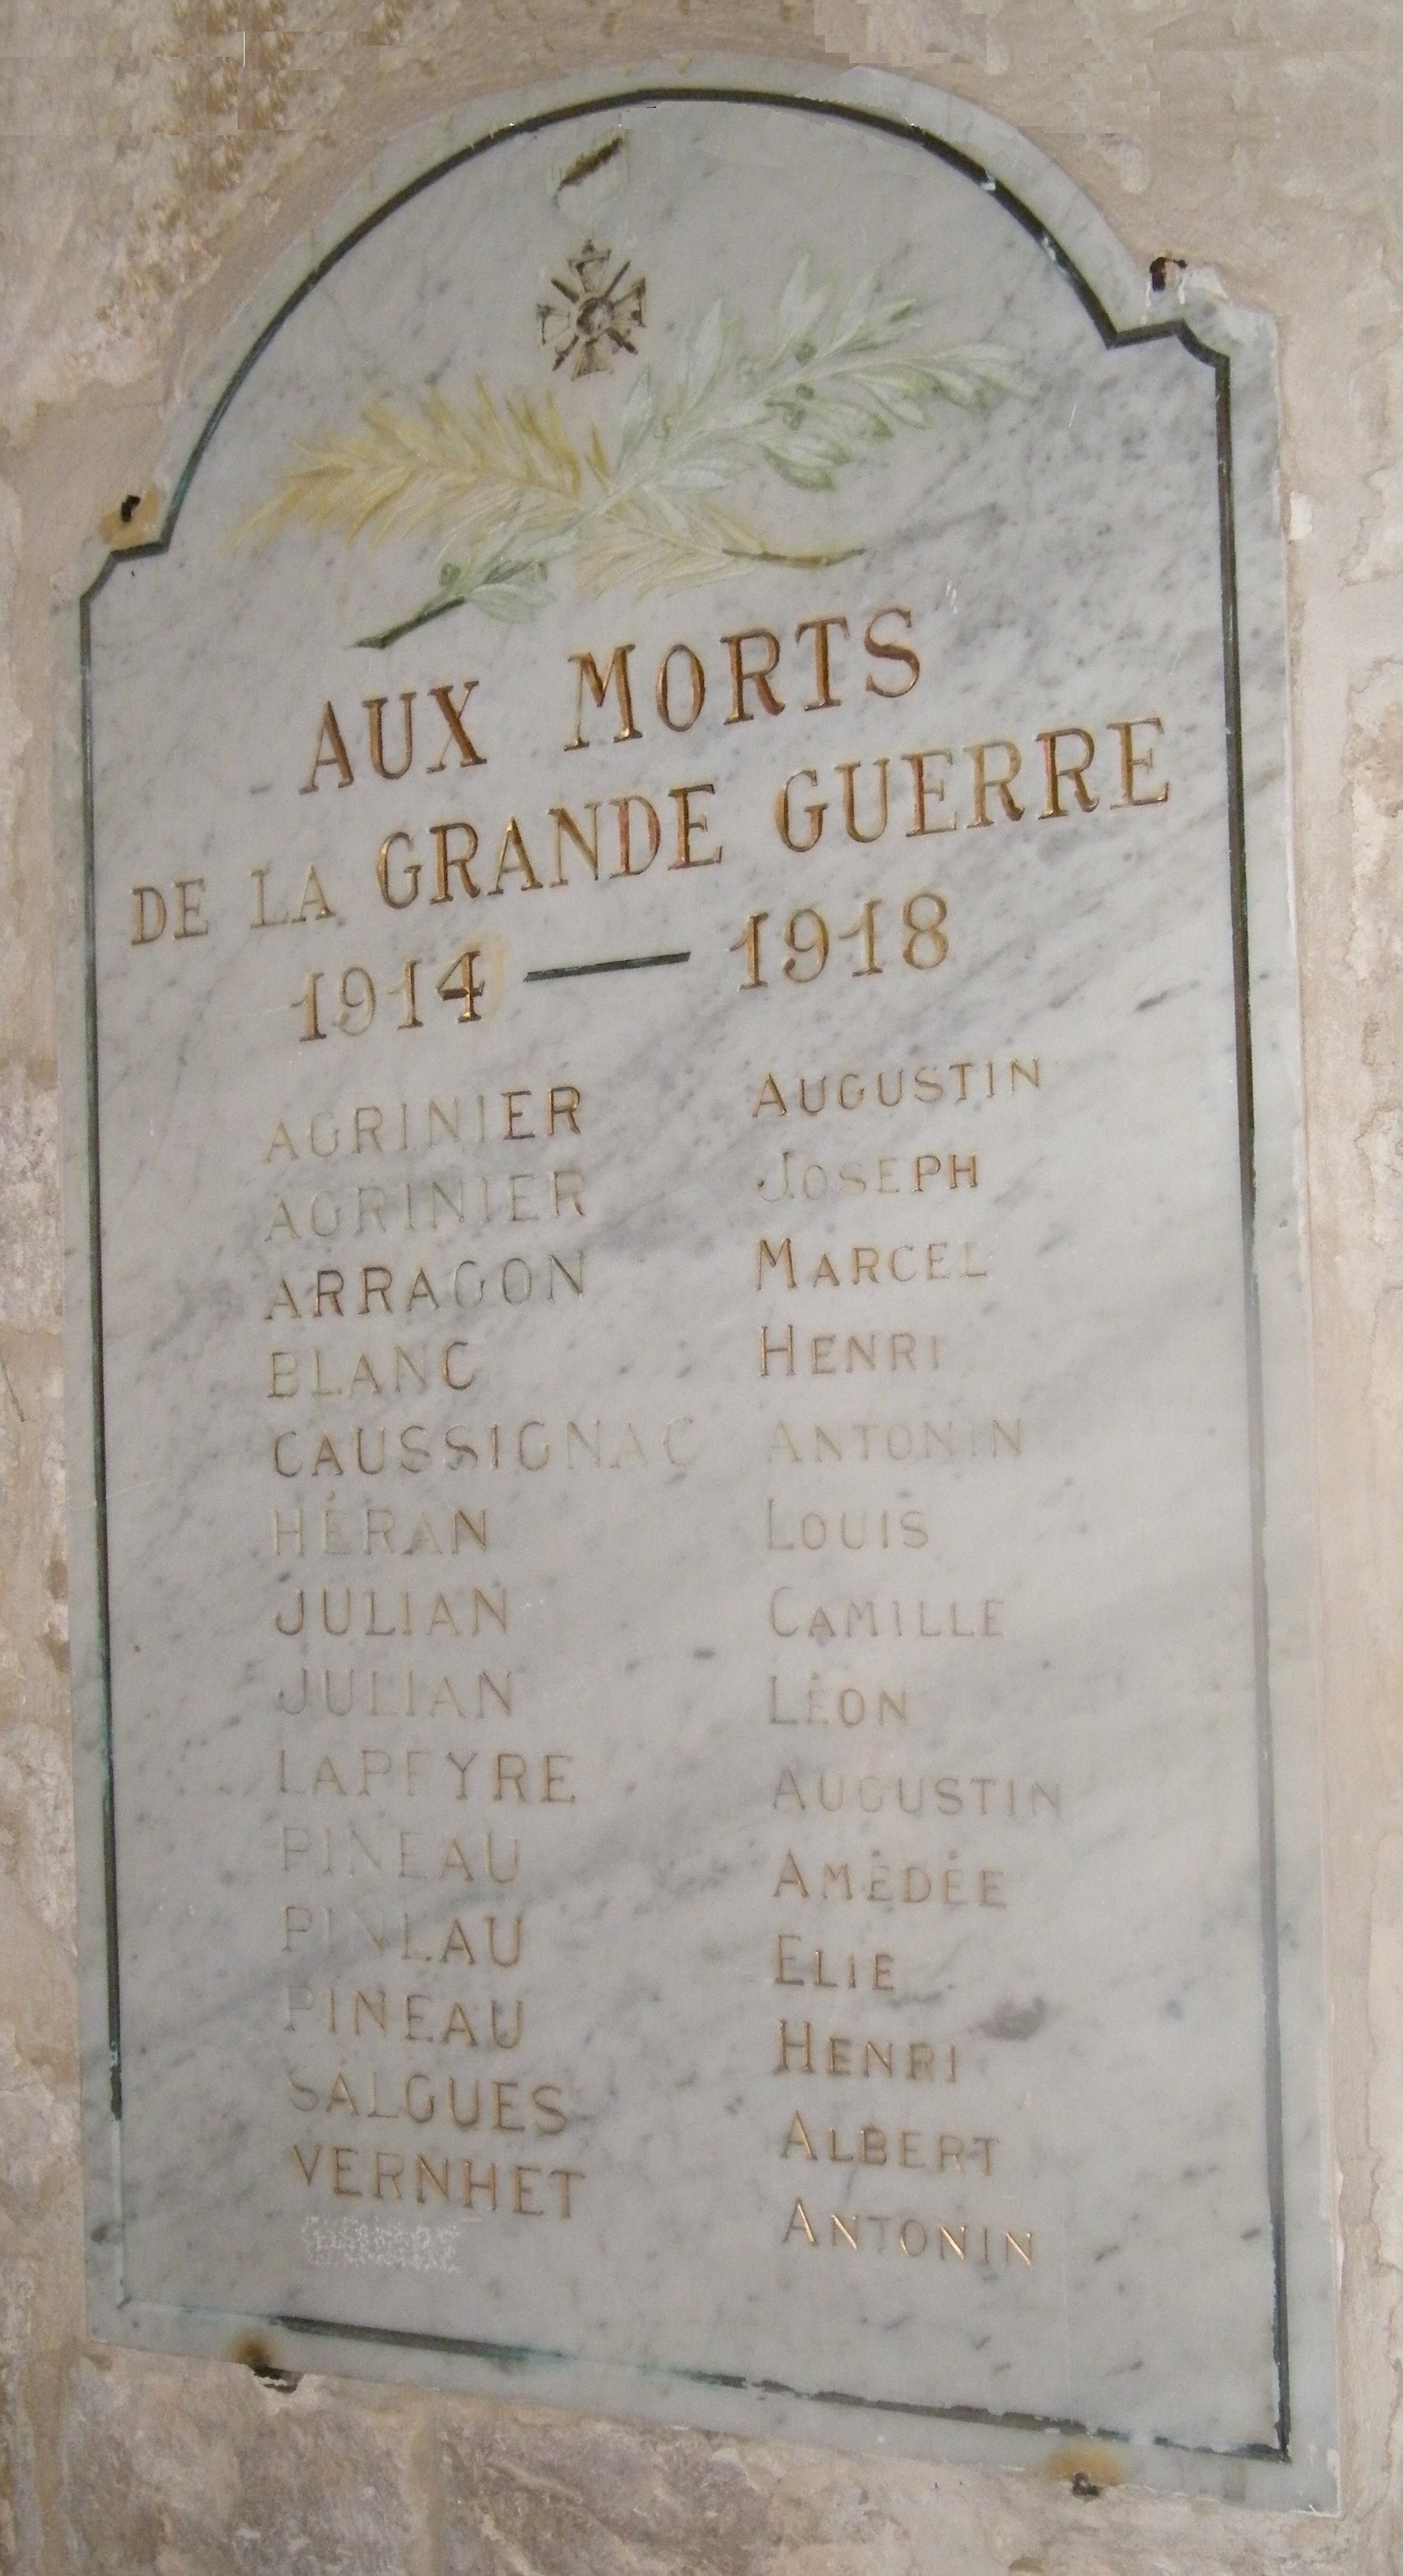 AUX MORTS
DE LA GRANDE GUERRE
1914 — 1918
AGRINIER AUGUSTIN
AGRINIER JOSEPH
ARRAGON MARCEL
BLANC HENRI
CAUSSIGNAC ANTONIN
HÉRAN LOUIS
JULIAN CAMILLE
JULIAN LÉON
LAPEYRE AUGUSTIN
PINEAU AMÉDÉE
PINEAU ELIE
PINEAU HENRI
SALGUES ALBERT
VERNHET ANTONIN